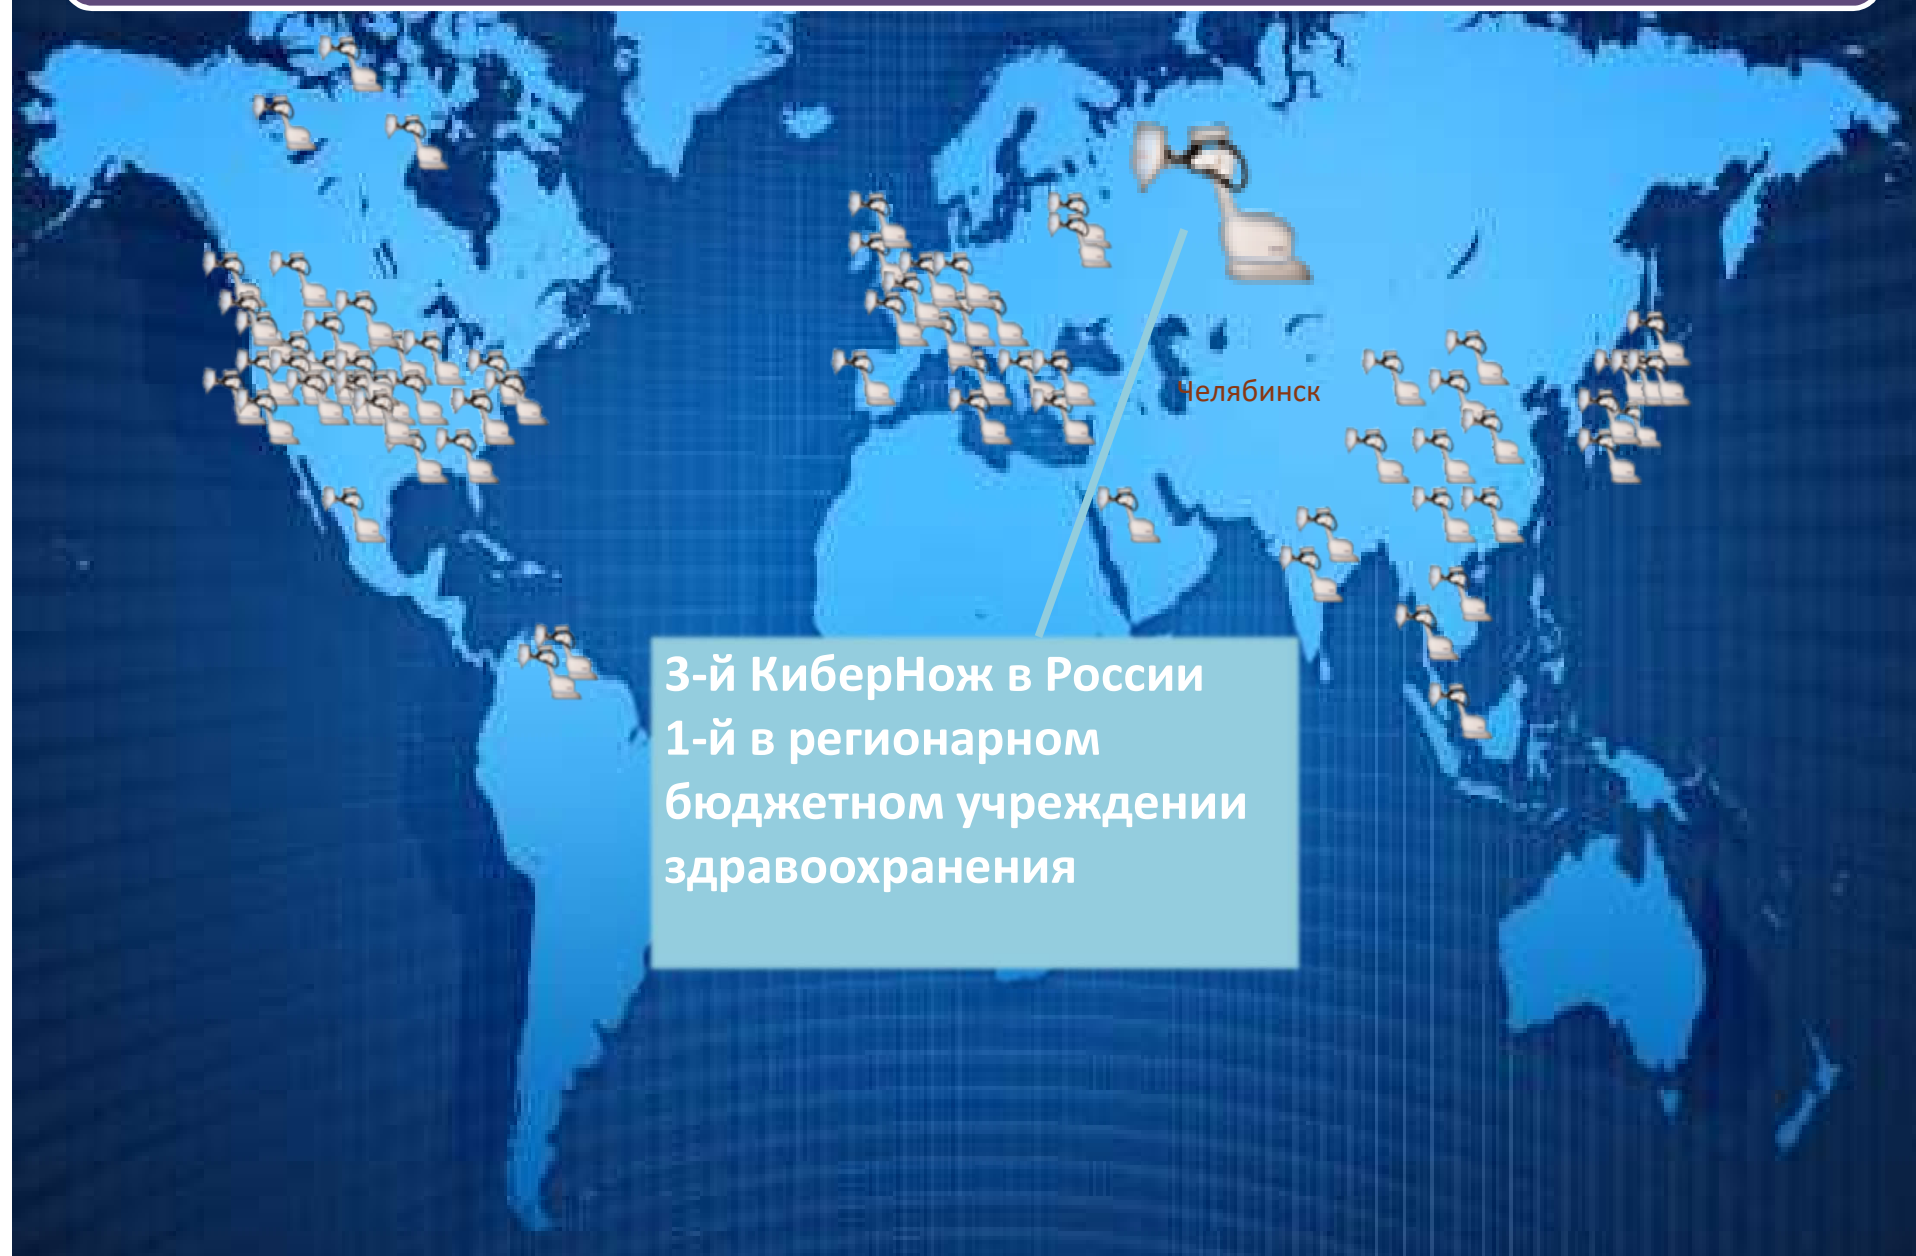 Челябинск
3-й КиберНож в России
1-й в регионарном
бюджетном учреждении
здравоохранения